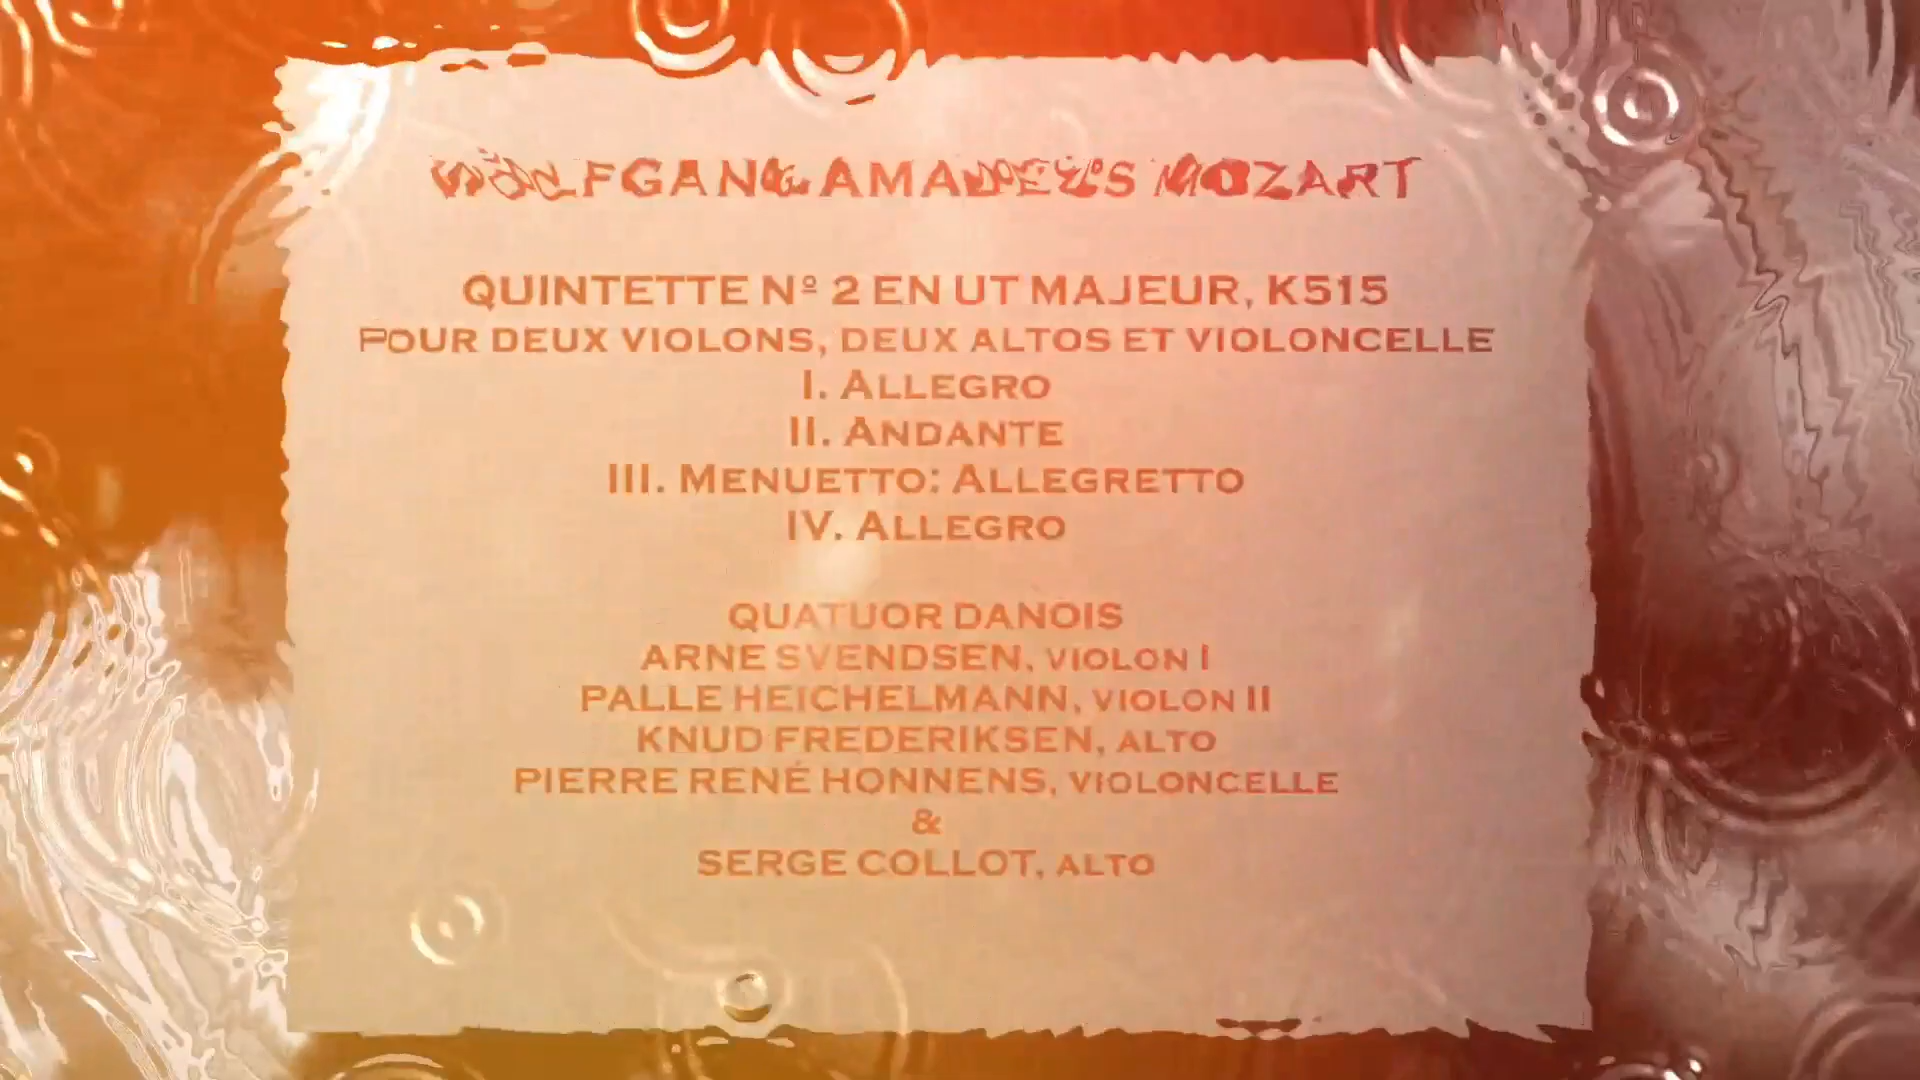 WOLFGANG AMADEUS MOZART
QUINTETTE Nº 2 EN UT MAJEUR, K515
POUR DEUX VIOLONS, DEUX ALTOS ET VIOLONCELLE
I. ALLEGRO
II. ANDANTE
III. MENUETTO: ALLEGRETTO
IV. ALLEGRO
QUATUOR DANOIS
ARNE SVENDSEN, VIOLON I
PALLE HEICHELMANN, VIOLON II
KNUD FREDERIKSEN, ALTO
PIERRE RENÉ HONNENS, VIOLONCELLE
&
SERGE COLLOT, ALTO